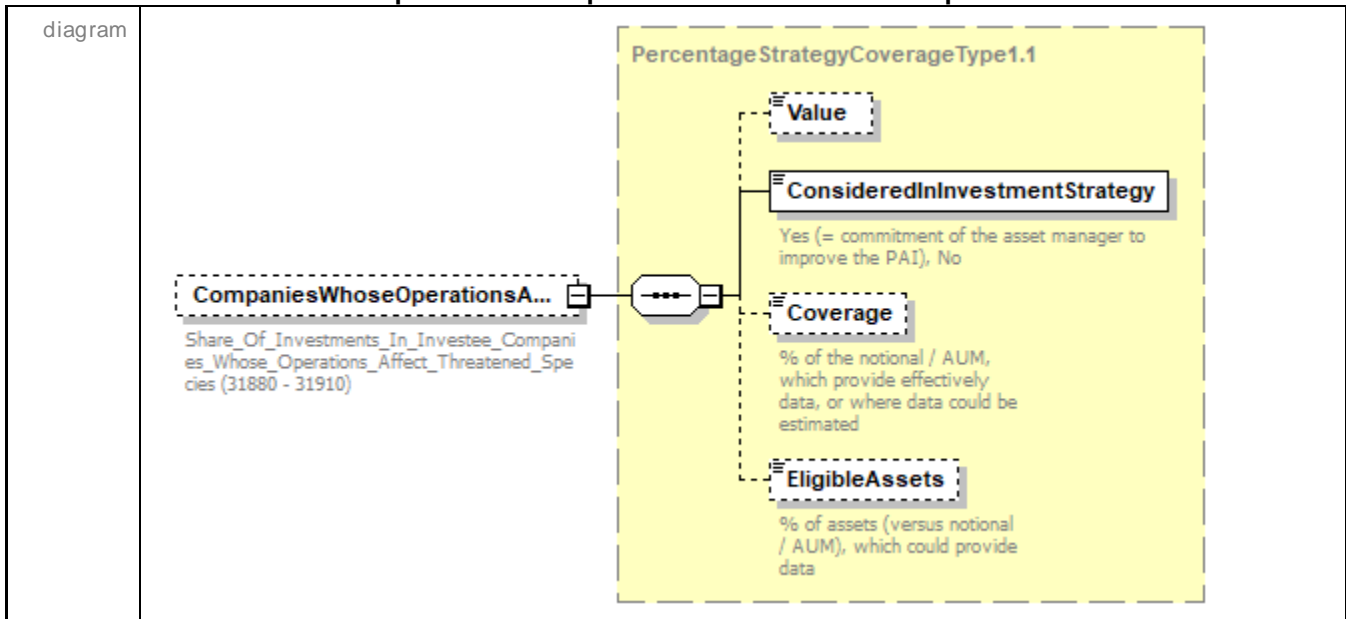 diagram
PercentageStrategyCoverageType1.1
Value
ConsideredInInvestmentStrategy
Yes (= commitment of the asset manager to
improve the PAI), No
CompaniesWhoseOperationsA...
Share_Of_Investments_In_Investee_Compani
es_Whose_Operations_Affect_Threatened_Spe
cies (31880 - 31910)
Coverage
% of the notional / AUM,
which provide effectively
data, or where data could be
estimated
EligibleAssets
% of assets (versus notional
/ AUM), which could provide
data